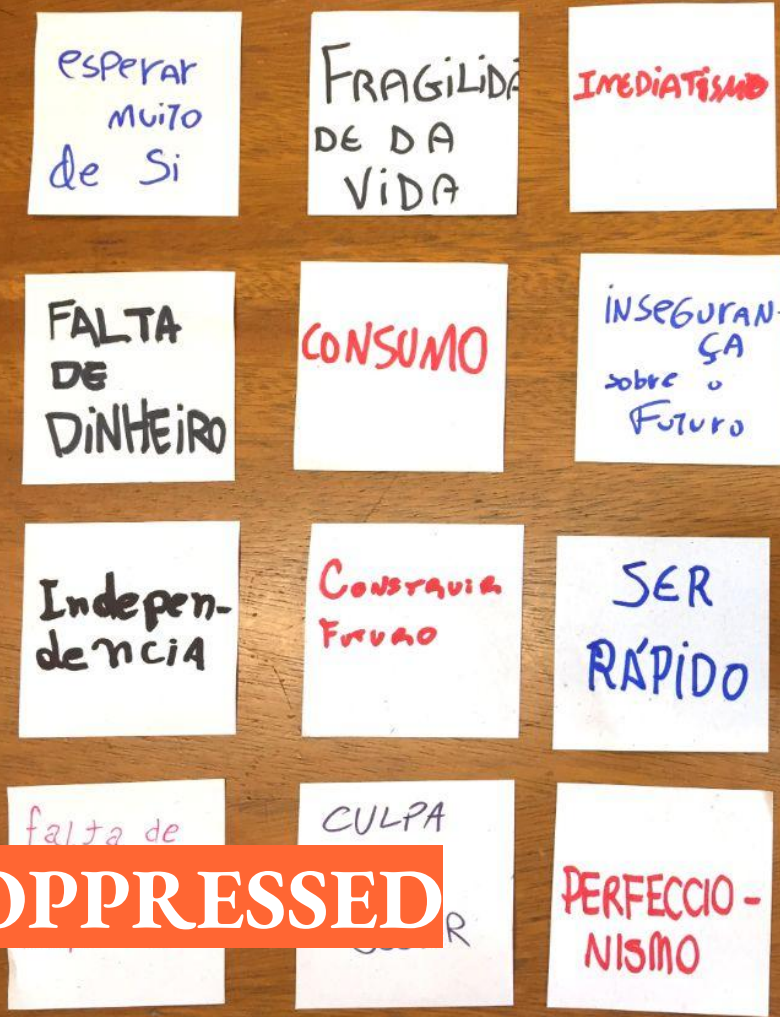 esperar
muito
de Si
FRAGILIDA
DE DA
VIDA
IMEDIATISMO
FALTA
DE
DINHEIRO
CONSUMO
INSEGURAN-
ÇA
sobre o
Futuro
Indepen-
dencia
Construir
Futuro
SER
RÁPIDO
falta de
CULPA
OPPRESSED
PERFECCIO-
NISMO